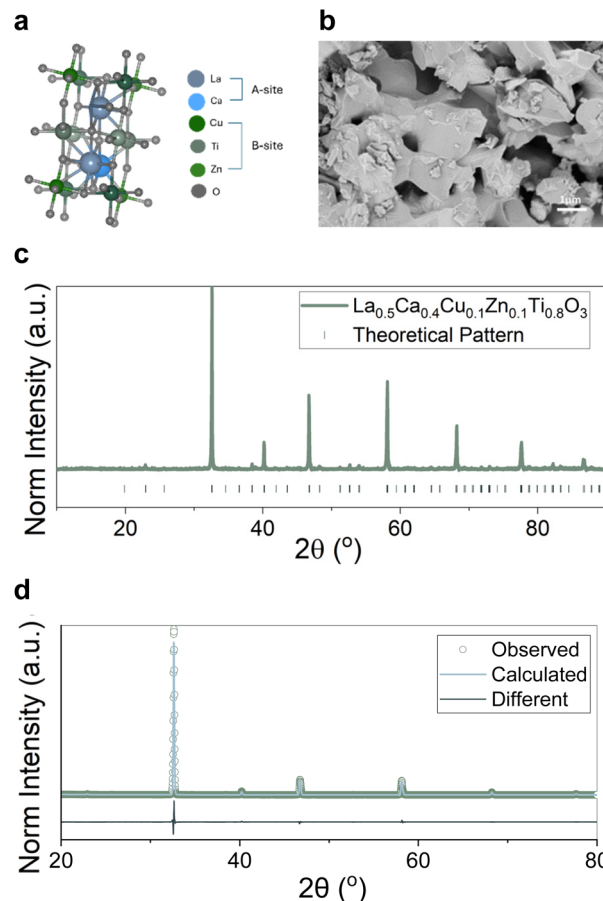 a
La
Ca
Cu
Ti
Zn
O
A-site
B-site
b
1μm
c
Norm Intensity (a.u.)
La0.5Ca0.4Cu0.1Zn0.1Ti0.8O3
Theoretical Pattern
20 40 60 80
2θ (º)
d
Norm Intensity (a.u.)
Observed
Calculated
Different
20 40 60 80
2θ (º)